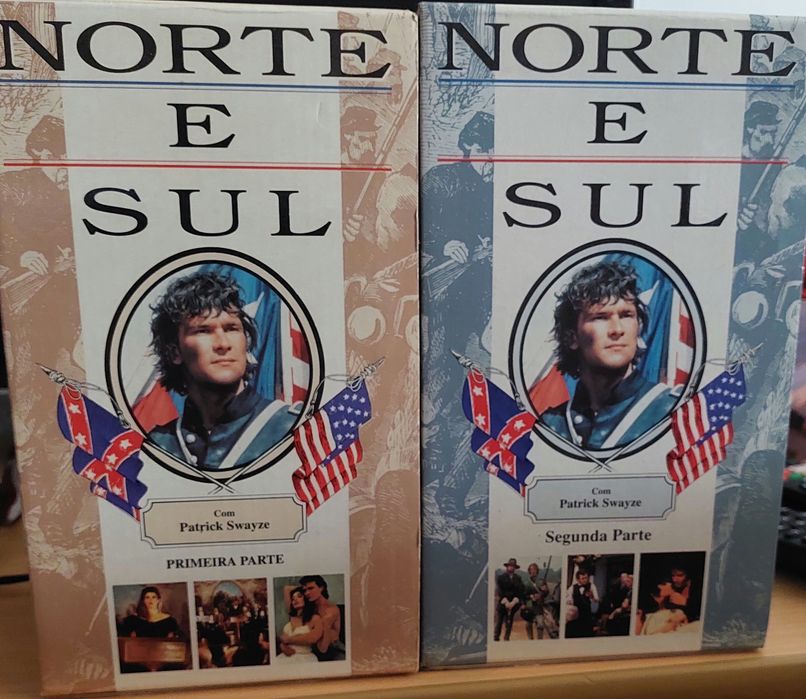 NORTE
E
SUL
Com
Patrick Swayze
PRIMEIRA PARTE
NORTE
E
SUL
Com
Patrick Swayze
Segunda Parte